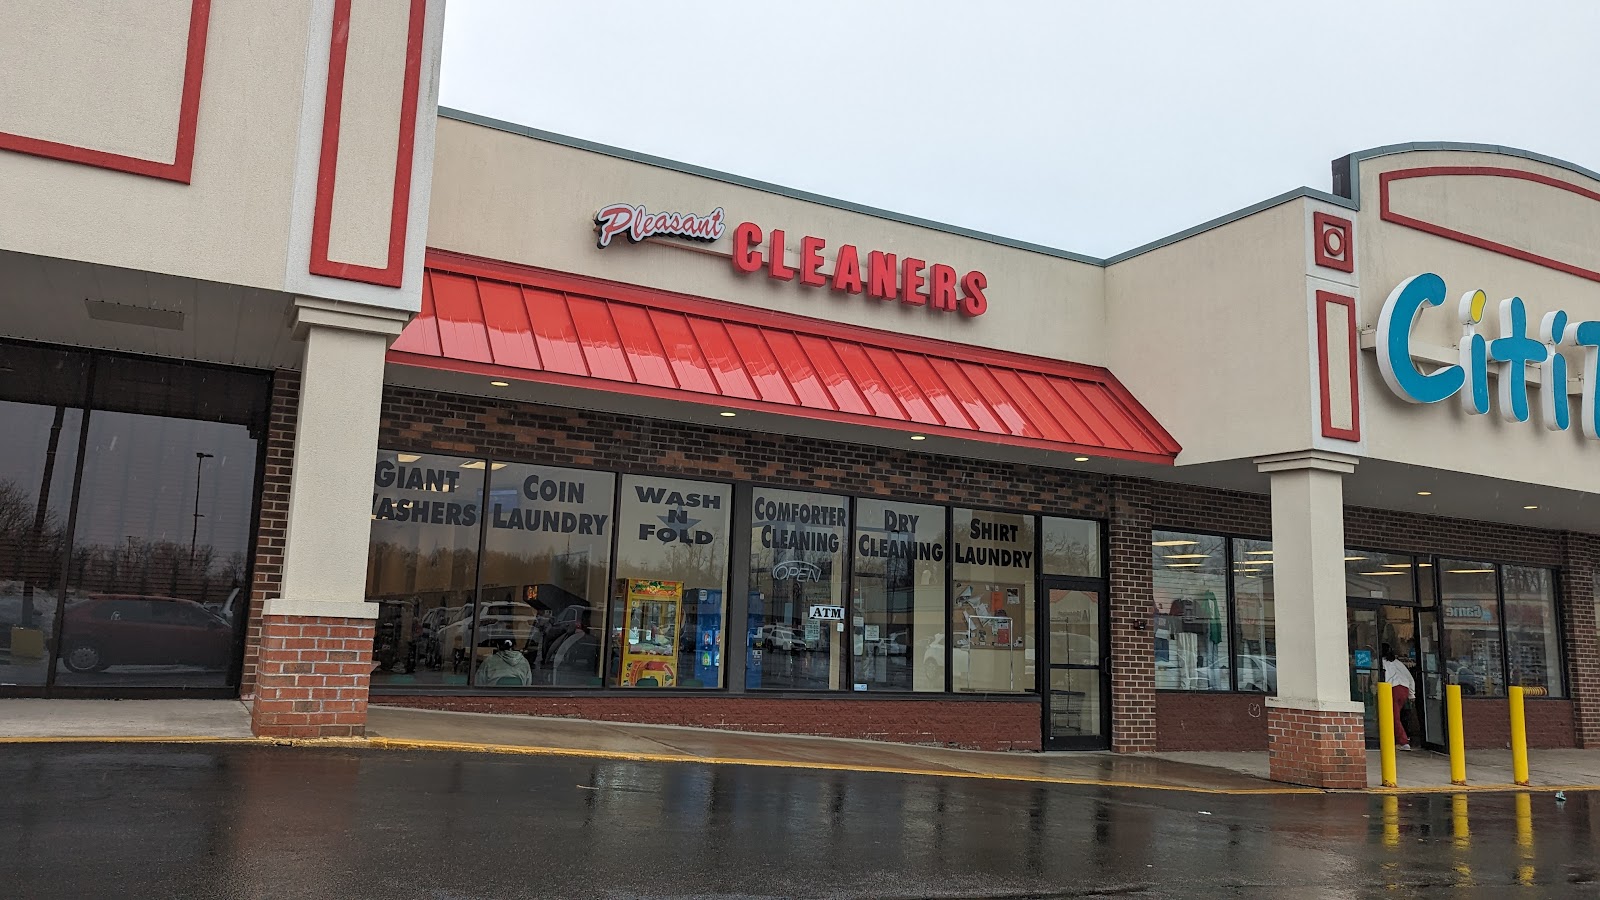 Pleasant CLEANERS
GIANT
WASHERS
COIN
LAUNDRY
WASH
N
FOLD
COMFORTER
CLEANING
OPEN
ATM
DRY
CLEANING
SHIRT
LAUNDRY
Citi